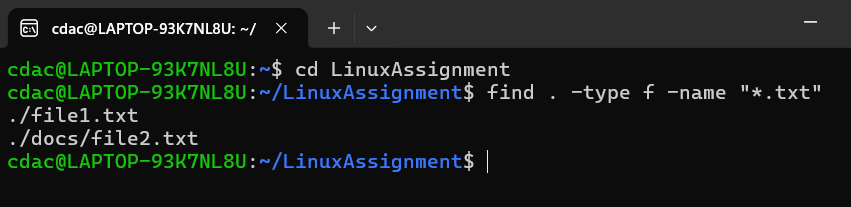 cdac@LAPTOP-93K7NL8U: ~/
cdac@LAPTOP-93K7NL8U:~$ cd LinuxAssignment
cdac@LAPTOP-93K7NL8U:~/LinuxAssignment$ find . -type f -name "*.txt"
./file1.txt
./docs/file2.txt
cdac@LAPTOP-93K7NL8U:~/LinuxAssignment$